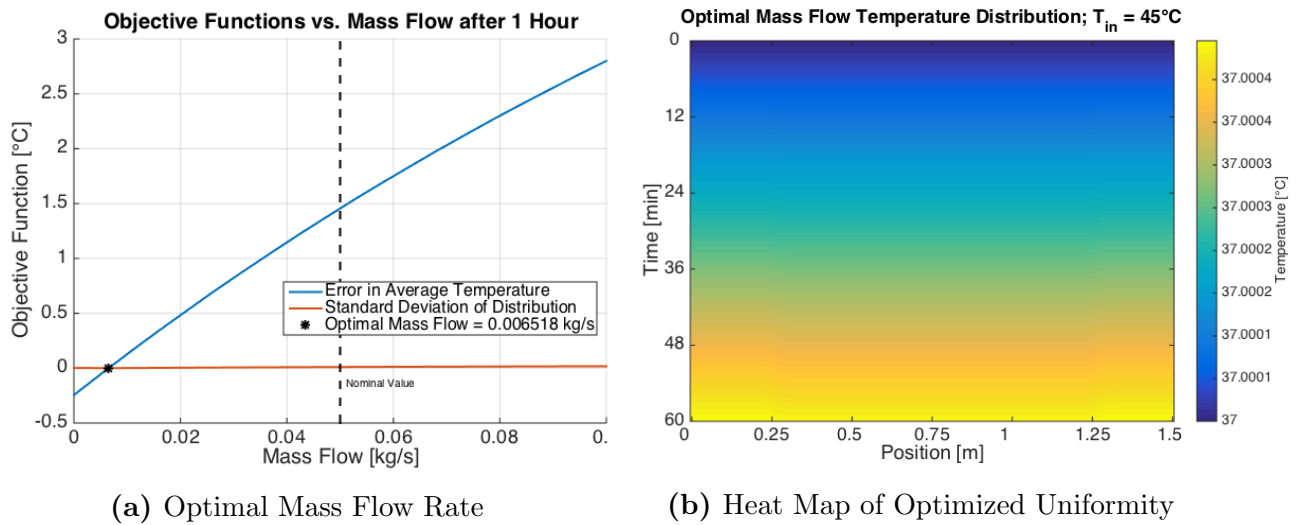 Objective Functions vs. Mass Flow after 1 Hour
3
2.5
2
1.5
1
0.5
0
-0.5
Objective Function [°C]
Error in Average Temperature
Standard Deviation of Distribution
Optimal Mass Flow = 0.006518 kg/s
Nominal Value
0 0.02 0.04 0.06 0.08 0.
Mass Flow [kg/s]
(a) Optimal Mass Flow Rate
Optimal Mass Flow Temperature Distribution; T_in = 45°C
0
12
24
36
48
60
Time [min]
0 0.25 0.5 0.75 1 1.25 1.5
Position [m]
37.0004
37.0004
37.0003
37.0003
37.0002
37.0002
37.0001
37.0001
37
Temperature [°C]
(b) Heat Map of Optimized Uniformity